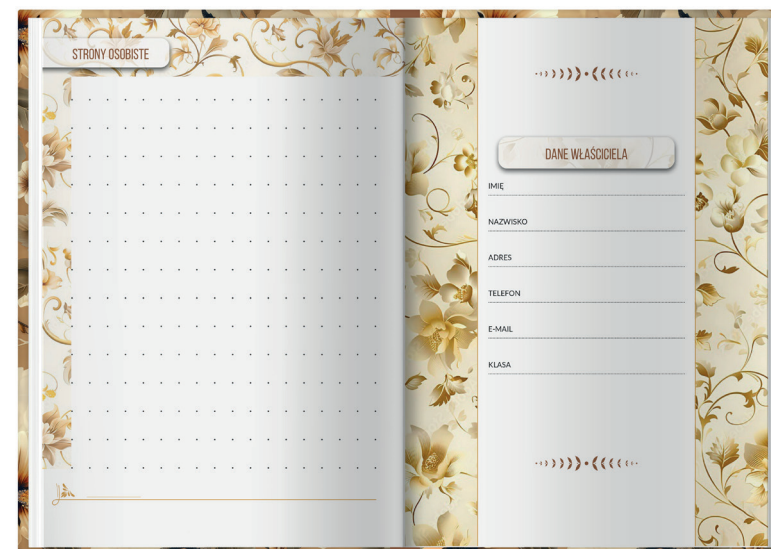 STRONY OSOBISTE
DANE WŁAŚCICIELA
IMIĘ
NAZWISKO
ADRES
TELEFON
E-MAIL
KLASA